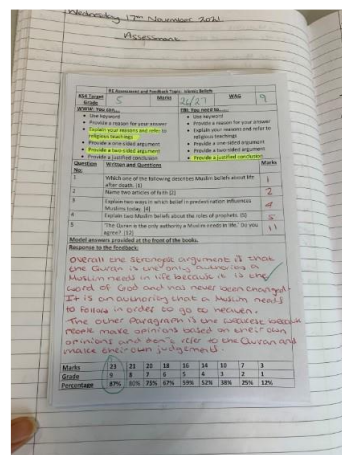 Wednesday 17th November 2021.
Assessment
RS Assessment and Feedback Topic: Islamic Beliefs
KS4 Target Grade 5 Marks 24/27 WAG 9
WWW: You can... EBI: You need to....
• Use keyword • Use keyword
• Provide a reason for your answer • Provide a reason for your answer
• Explain your reasons and refer to religious teachings • Explain your reasons and refer to religious teachings
• Provide a one-sided argument • Provide a one-sided argument
• Provide a two-sided argument • Provide a two-sided argument
• Provide a justified conclusion • Provide a justified conclusion
Question No: Written and Questions Marks
1 Which one of the following describes Muslim beliefs about life after death. [1] 1
2 Name two articles of faith [2] 2
3 Explain two ways in which belief in predestination influences Muslims today. [4] 4
4 Explain two Muslim beliefs about the roles of prophets. [5] 5
5 'The Quran is the only authority a Muslim needs in life.' Do you agree?. [12] 11
Model answers provided at the front of the books.
Response to the feedback:
Overall the strongest argument is that
the Quran is the only authority a
Muslim needs in life because it is the
word of God and has never been changed.
It is an authority that a Muslim needs
to follow in order to go to heaven.
The other paragraph is the weakest because
people make opinions based on their own
opinions and don't refer to the Quran and
make their own judgements.
Marks 23 21 20 18 16 14 10 7 3
Grade 9 8 7 6 5 4 3 2 1
Percentage 87% 80% 73% 67% 59% 52% 38% 25% 12%